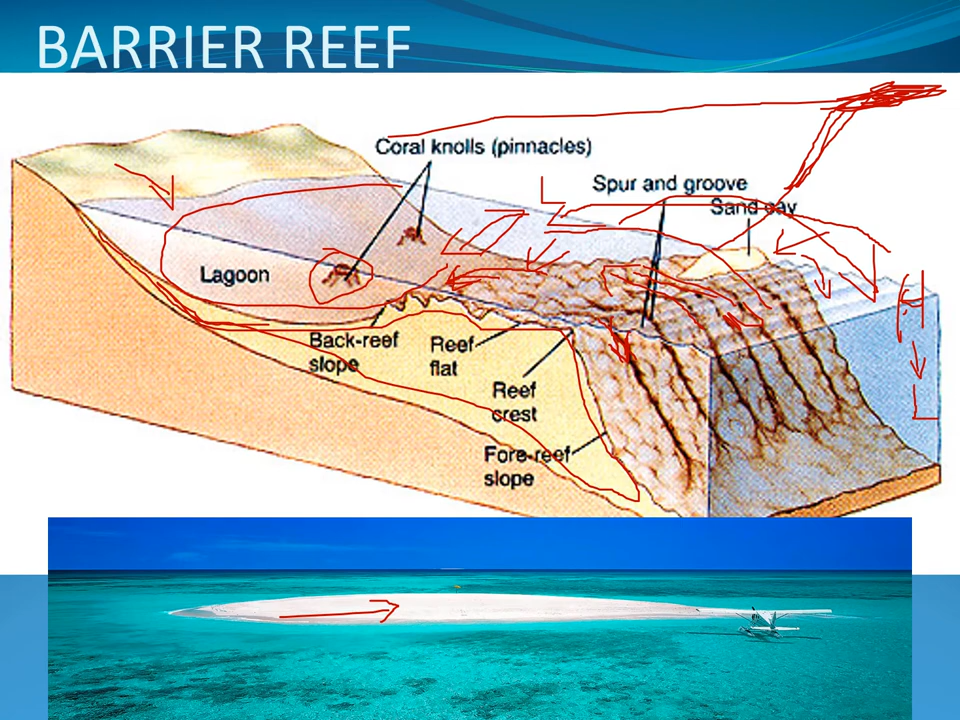 BARRIER REEF
Coral knolls (pinnacles)
Spur and groove
Sand cay
Lagoon
Back-reef
slope
Reef
flat
Reef
crest
Fore-reef
slope